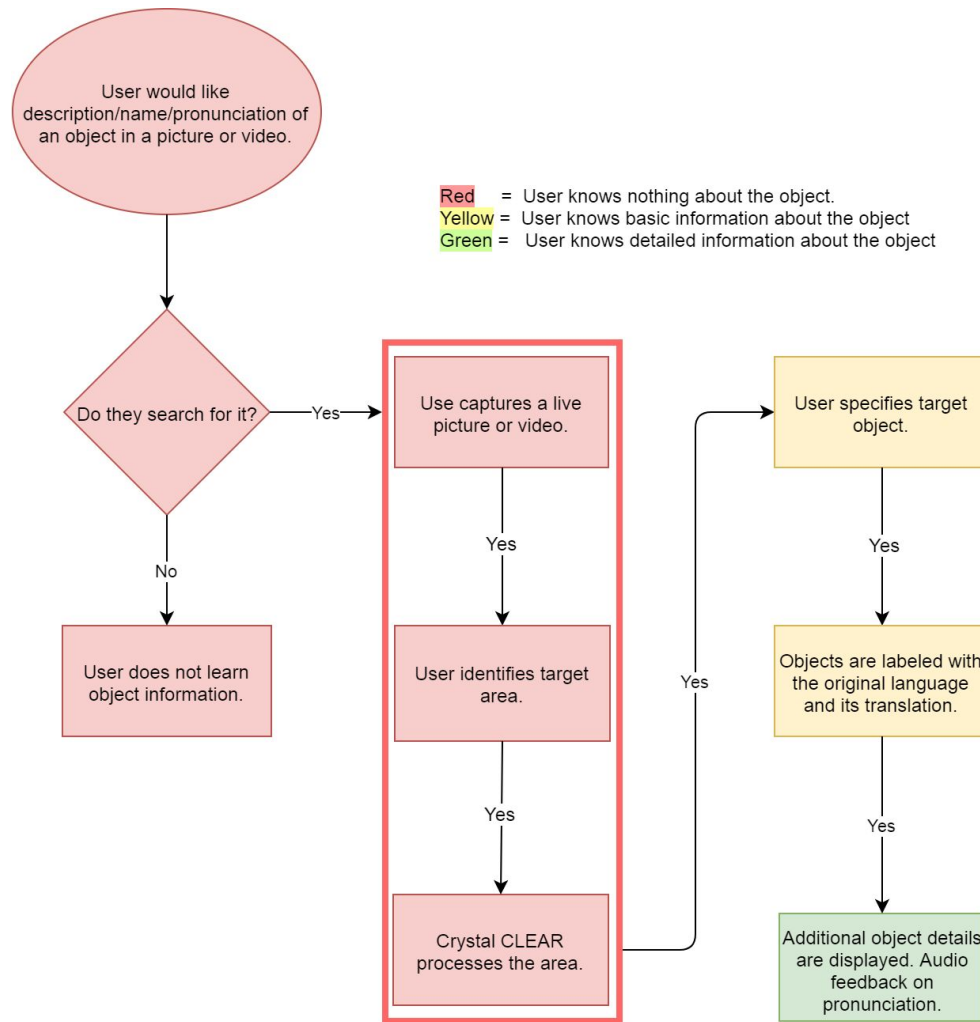 User would like
description/name/pronunciation of
an object in a picture or video.
Red = User knows nothing about the object.
Yellow = User knows basic information about the object
Green = User knows detailed information about the object
Do they search for it?
Yes
Use captures a live
picture or video.
User specifies target
object.
Yes
Yes
No
User does not learn
object information.
User identifies target
area.
Yes
Objects are labeled with
the original language
and its translation.
Yes
Yes
Crystal CLEAR
processes the area.
Additional object details
are displayed. Audio
feedback on
pronunciation.